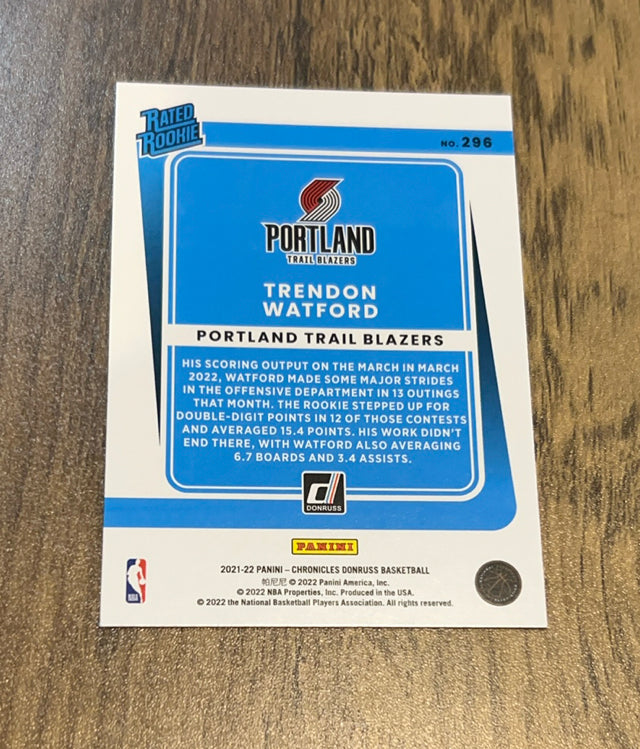 RATED
ROOKIE
NO. 296
PORTLAND
TRAIL BLAZERS
TRENDON
WATFORD
PORTLAND TRAIL BLAZERS
HIS SCORING OUTPUT ON THE MARCH IN MARCH
2022, WATFORD MADE SOME MAJOR STRIDES
IN THE OFFENSIVE DEPARTMENT IN 13 OUTINGS
THAT MONTH. THE ROOKIE STEPPED UP FOR
DOUBLE-DIGIT POINTS IN 12 OF THOSE CONTESTS
AND AVERAGED 15.4 POINTS. HIS WORK DIDN'T
END THERE, WITH WATFORD ALSO AVERAGING
6.7 BOARDS AND 3.4 ASSISTS.
DONRUSS
PANINI
2021-22 PANINI – CHRONICLES DONRUSS BASKETBALL
帕尼尼 © 2022 Panini America, Inc.
© 2022 NBA Properties, Inc. Produced in the USA.
© 2022 the National Basketball Players Association. All rights reserved.
NBA